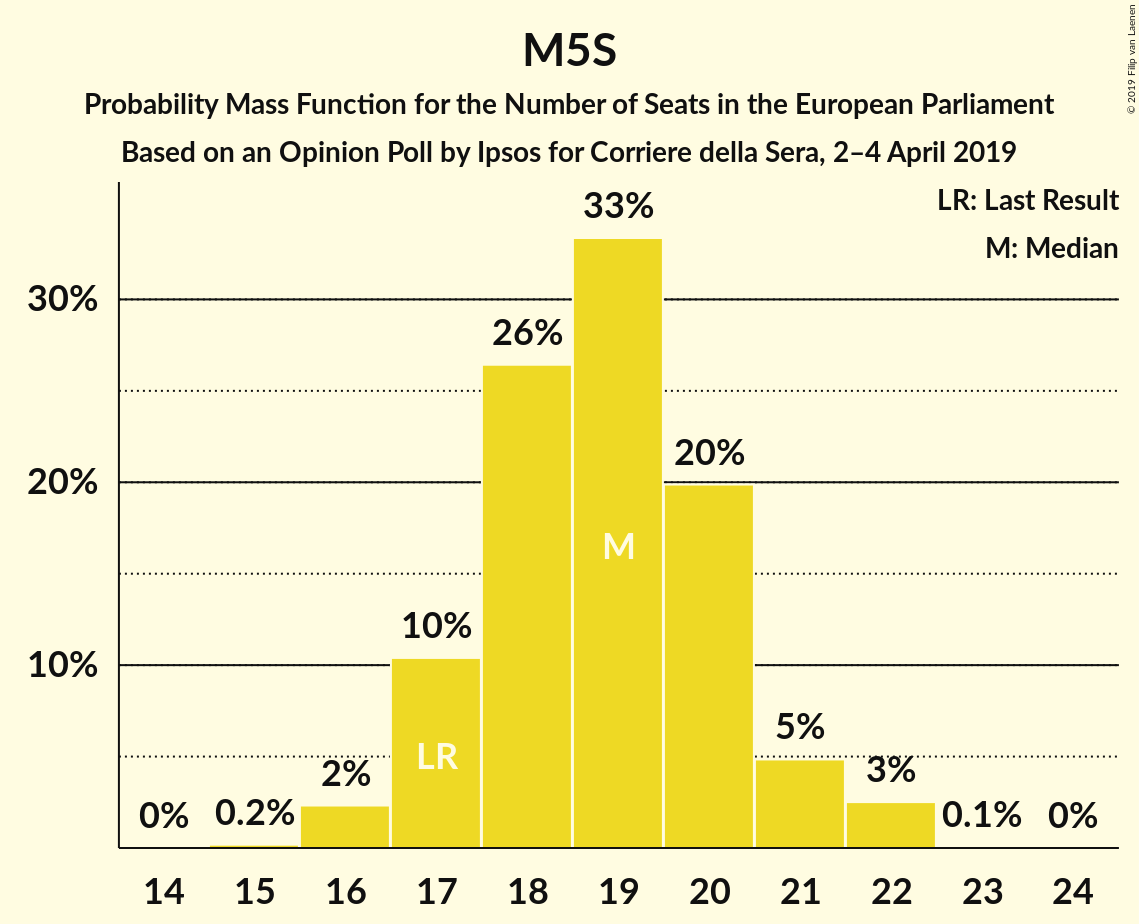 M5S
Probability Mass Function for the Number of Seats in the European Parliament
Based on an Opinion Poll by Ipsos for Corriere della Sera, 2–4 April 2019
© 2019 Filip van Laenen
LR: Last Result
M: Median
30%
20%
10%
0%
0.2%
2%
10%
26%
33%
20%
5%
3%
0.1%
0%
LR
M
14 15 16 17 18 19 20 21 22 23 24